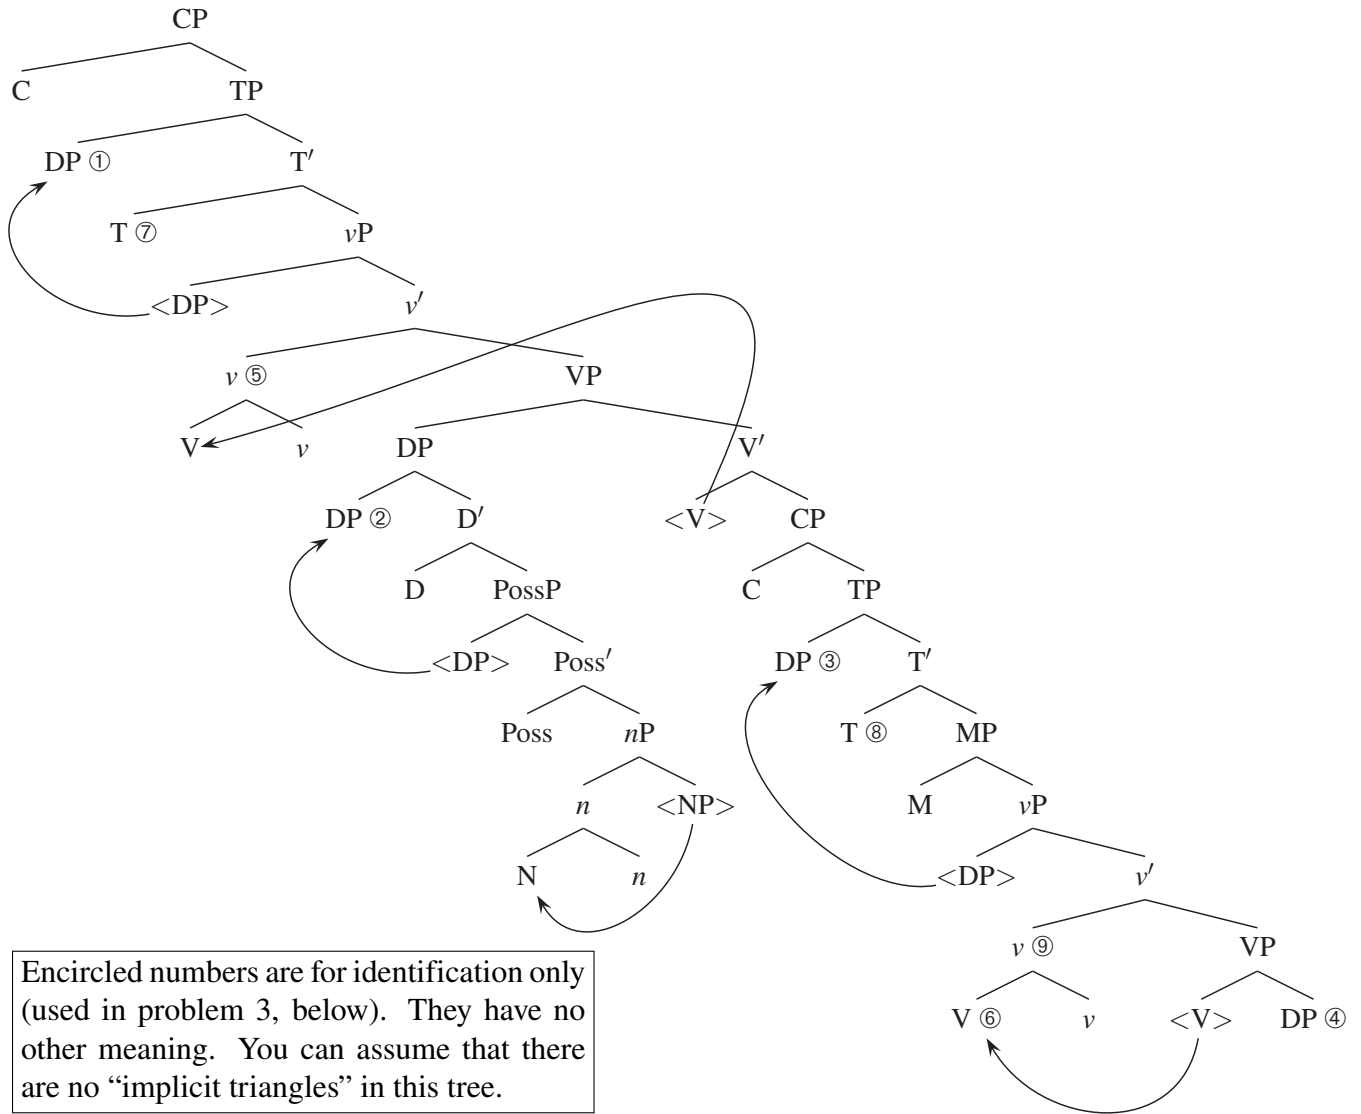 CP
C TP
DP ① T′
T ⑦ vP
<DP> v′
v ⑤ VP
V v DP V′
DP ② D′ <V> CP
D PossP C TP
<DP> Poss′ DP ③ T′
Poss nP T ⑧ MP
n <NP> M vP
N n <DP> v′
v ⑨ VP
V ⑥ v <V> DP ④
Encircled numbers are for identification only
(used in problem 3, below). They have no
other meaning. You can assume that there
are no “implicit triangles” in this tree.